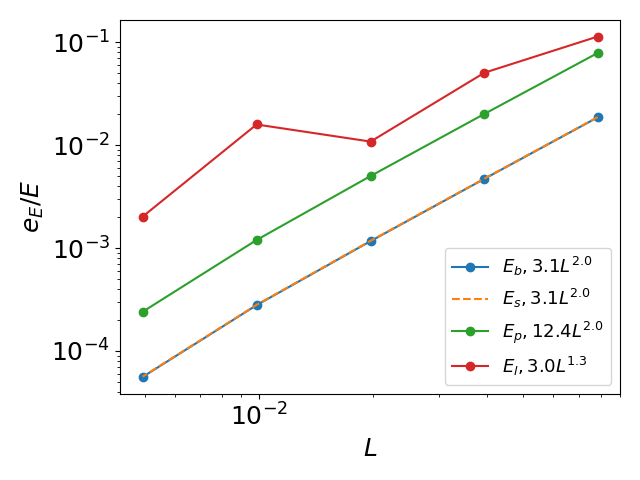 e_E/E
10^{-1}
10^{-2}
10^{-3}
10^{-4}
E_b, 3.1L^{2.0}
E_s, 3.1L^{2.0}
E_p, 12.4L^{2.0}
E_l, 3.0L^{1.3}
10^{-2}
L